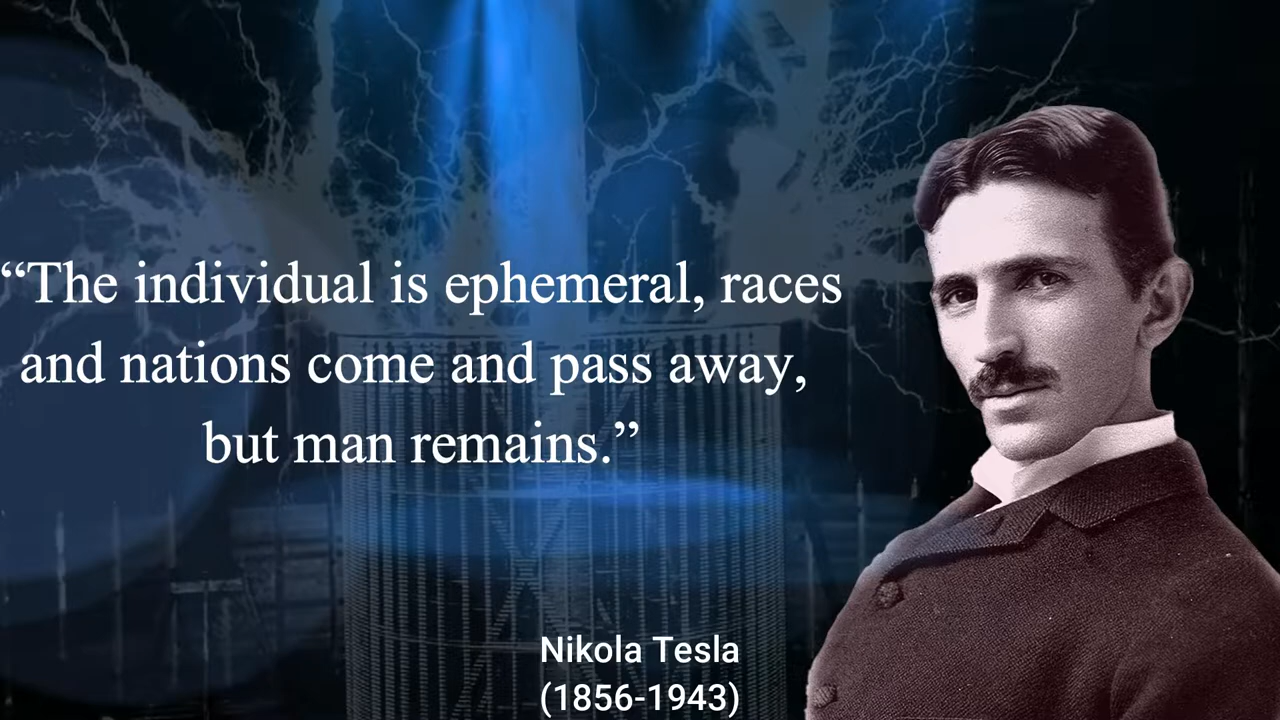 “The individual is ephemeral, races
and nations come and pass away,
but man remains.”
Nikola Tesla
(1856-1943)